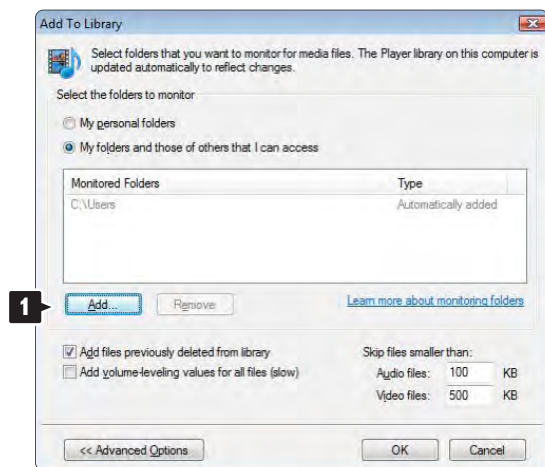 Add To Library
Select folders that you want to monitor for media files. The Player library on this computer is
updated automatically to reflect changes.
Select the folders to monitor
My personal folders
My folders and those of others that I can access
Monitored Folders Type
C:\Users Automatically added
1
Add... Remove Learn more about monitoring folders
Add files previously deleted from library Skip files smaller than:
Add volume-leveling values for all files (slow) Audio files: 100 KB
Video files: 500 KB
<< Advanced Options OK Cancel